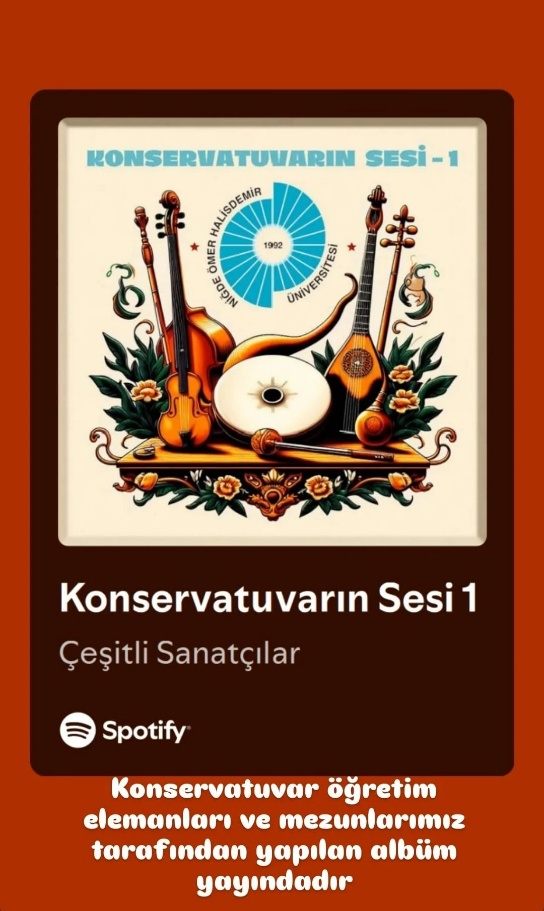 KONSERVATUVARIN SESİ - 1
NİĞDE ÖMER HALİSDEMİR
1992
ÜNİVERSİTESİ
Konservatuvarın Sesi 1
Çeşitli Sanatçılar
Spotify
Konservatuvar öğretim
elemanları ve mezunlarımız
tarafından yapılan albüm
yayındadır